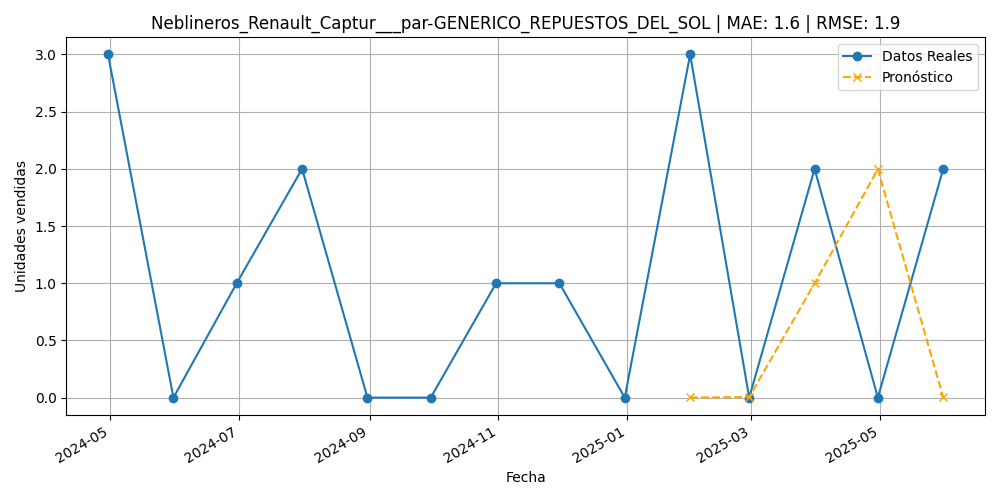 Neblineros_Renault_Captur___par-GENERICO_REPUESTOS_DEL_SOL | MAE: 1.6 | RMSE: 1.9
Datos Reales
Pronóstico
Unidades vendidas
3.0
2.5
2.0
1.5
1.0
0.5
0.0
2024-05
2024-07
2024-09
2024-11
2025-01
2025-03
2025-05
Fecha